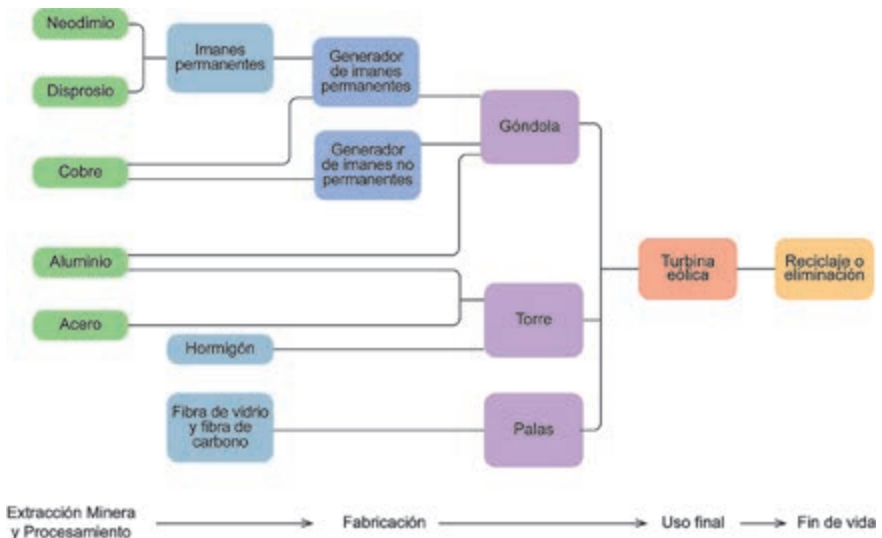 Neodimio
Disprosio
Cobre
Aluminio
Acero
Imanes
permanentes
Hormigón
Fibra de vidrio
y fibra de
carbono
Generador
de imanes
permanentes
Generador
de imanes no
permanentes
Góndola
Torre
Palas
Turbina
eólica
Reciclaje o
eliminación
Extracción Minera
y Procesamiento
Fabricación
Uso final
Fin de vida